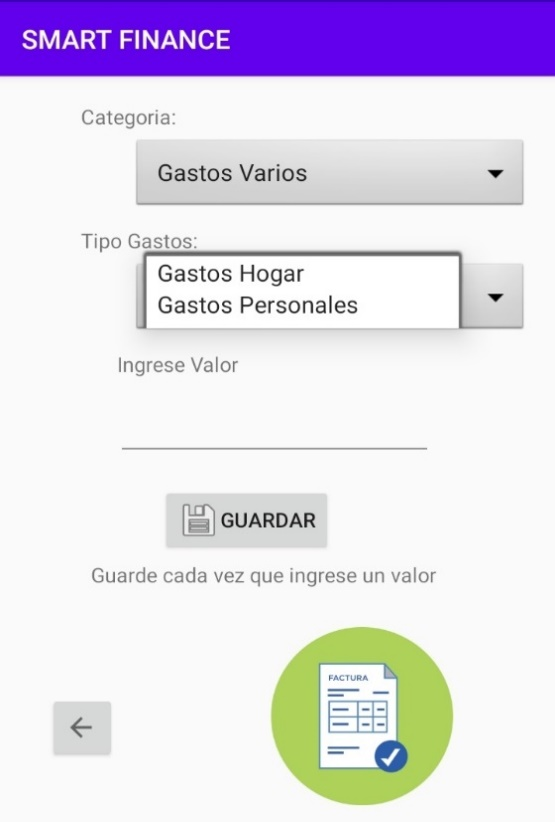 SMART FINANCE
Categoria:
Gastos Varios
Tipo Gastos:
Gastos Hogar
Gastos Personales
Ingrese Valor
GUARDAR
Guarde cada vez que ingrese un valor
FACTURA